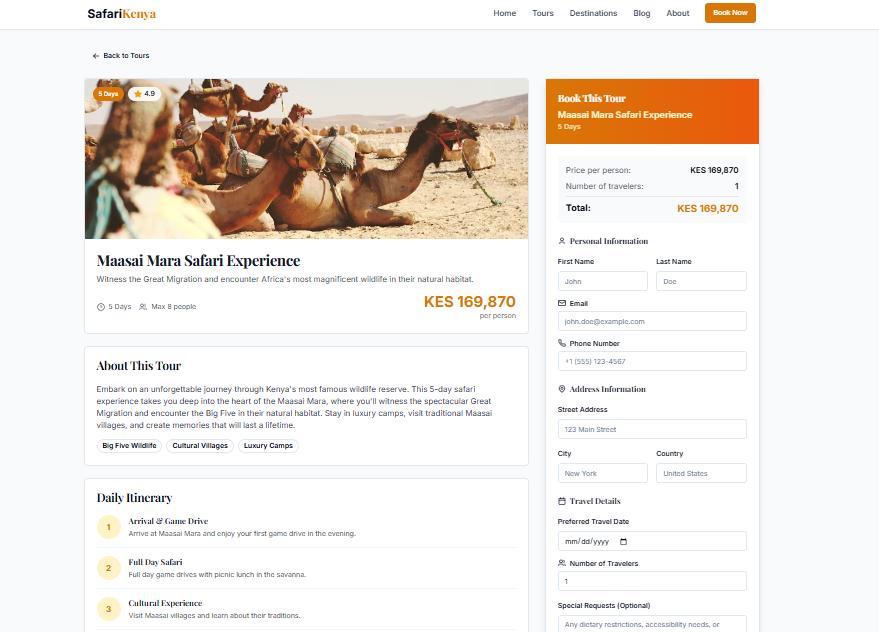 SafariKenya
Home Tours Destinations Blog About Book Now
← Back to Tours
5 Days 4.9
Maasai Mara Safari Experience
Witness the Great Migration and encounter Africa's most magnificent wildlife in their natural habitat.
5 Days Max 8 people
KES 169,870
per person
About This Tour
Embark on an unforgettable journey through Kenya's most famous wildlife reserve. This 5-day safari
experience takes you deep into the heart of the Maasai Mara, where you'll witness the spectacular Great
Migration and encounter the Big Five in their natural habitat. Stay in luxury camps, visit traditional Maasai
villages, and create memories that will last a lifetime.
Big Five Wildlife Cultural Villages Luxury Camps
Daily Itinerary
1 Arrival & Game Drive
Arrive at Maasai Mara and enjoy your first game drive in the evening.
2 Full Day Safari
Full day game drives with picnic lunch in the savanna.
3 Cultural Experience
Visit Maasai villages and learn about their traditions.
Book This Tour
Maasai Mara Safari Experience
5 Days
Price per person: KES 169,870
Number of travelers: 1
Total: KES 169,870
Personal Information
First Name Last Name
John Doe
Email
john.doe@example.com
Phone Number
+1 (555) 123-4567
Address Information
Street Address
123 Main Street
City Country
New York United States
Travel Details
Preferred Travel Date
mm/dd/yyyy
Number of Travelers
1
Special Requests (Optional)
Any dietary restrictions, accessibility needs, or